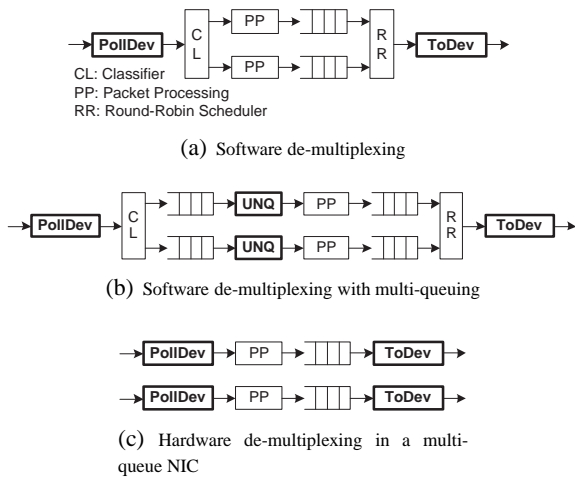 PollDev
C L
PP
PP
R R
ToDev
CL: Classifier
PP: Packet Processing
RR: Round-Robin Scheduler
(a) Software de-multiplexing
PollDev
C L
UNQ
PP
UNQ
PP
R R
ToDev
(b) Software de-multiplexing with multi-queuing
PollDev PP ToDev
PollDev PP ToDev
(c) Hardware de-multiplexing in a multi-
queue NIC